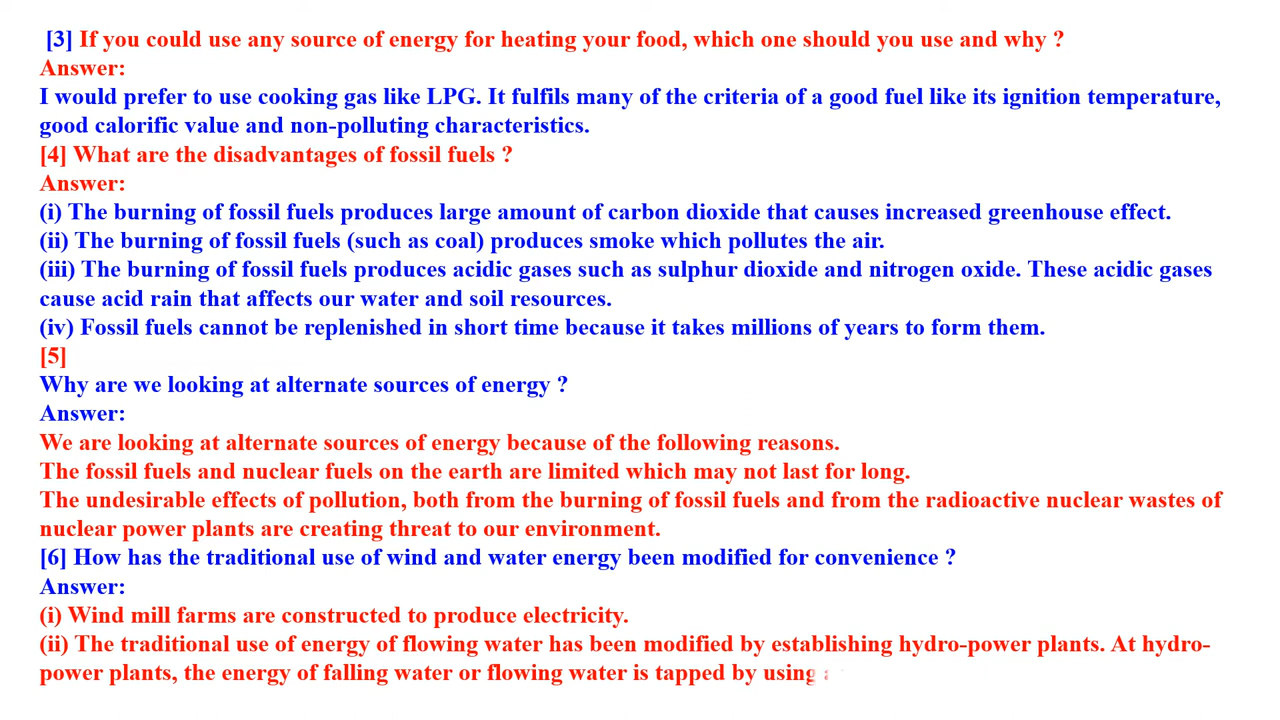 [3] If you could use any source of energy for heating your food, which one should you use and why ?
Answer:
I would prefer to use cooking gas like LPG. It fulfils many of the criteria of a good fuel like its ignition temperature,
good calorific value and non-polluting characteristics.
[4] What are the disadvantages of fossil fuels ?
Answer:
(i) The burning of fossil fuels produces large amount of carbon dioxide that causes increased greenhouse effect.
(ii) The burning of fossil fuels (such as coal) produces smoke which pollutes the air.
(iii) The burning of fossil fuels produces acidic gases such as sulphur dioxide and nitrogen oxide. These acidic gases
cause acid rain that affects our water and soil resources.
(iv) Fossil fuels cannot be replenished in short time because it takes millions of years to form them.
[5]
Why are we looking at alternate sources of energy ?
Answer:
We are looking at alternate sources of energy because of the following reasons.
The fossil fuels and nuclear fuels on the earth are limited which may not last for long.
The undesirable effects of pollution, both from the burning of fossil fuels and from the radioactive nuclear wastes of
nuclear power plants are creating threat to our environment.
[6] How has the traditional use of wind and water energy been modified for convenience ?
Answer:
(i) Wind mill farms are constructed to produce electricity.
(ii) The traditional use of energy of flowing water has been modified by establishing hydro-power plants. At hydro-
power plants, the energy of falling water or flowing water is tapped by using